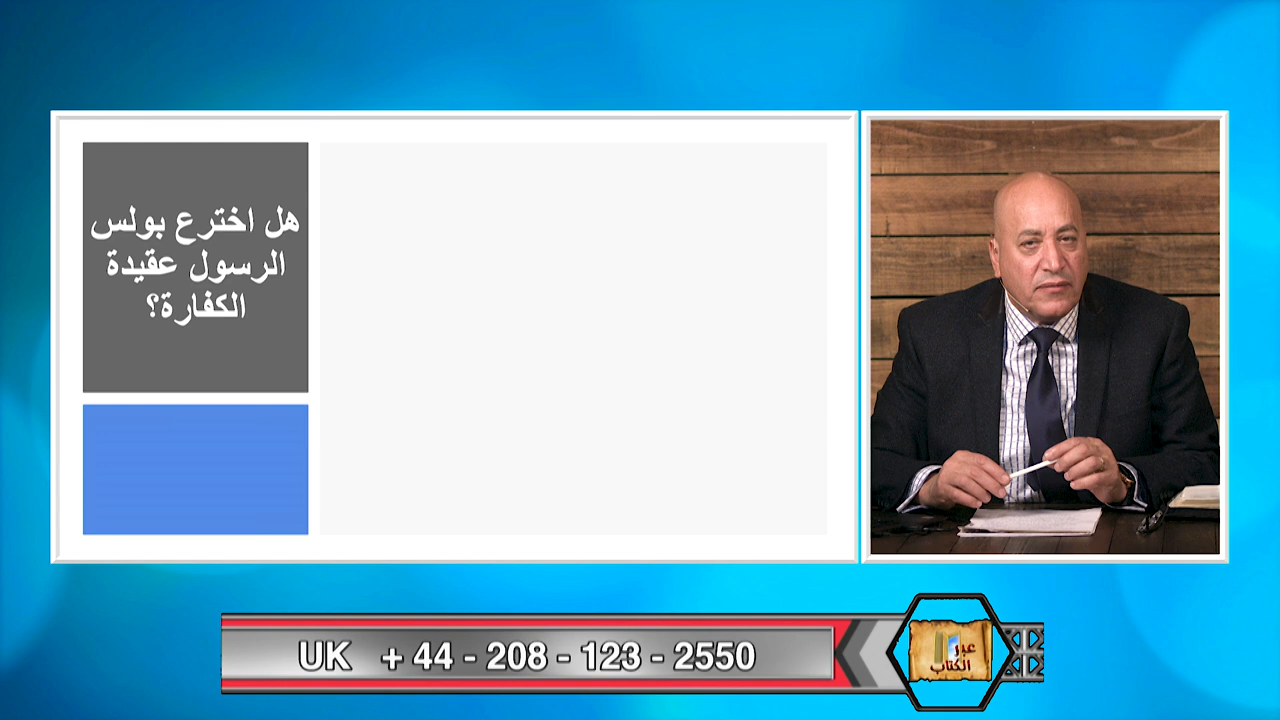 هل اخترع بولس
الرسول عقيدة
الكفارة؟
UK + 44 - 208 - 123 - 2550
عبر
الكتاب